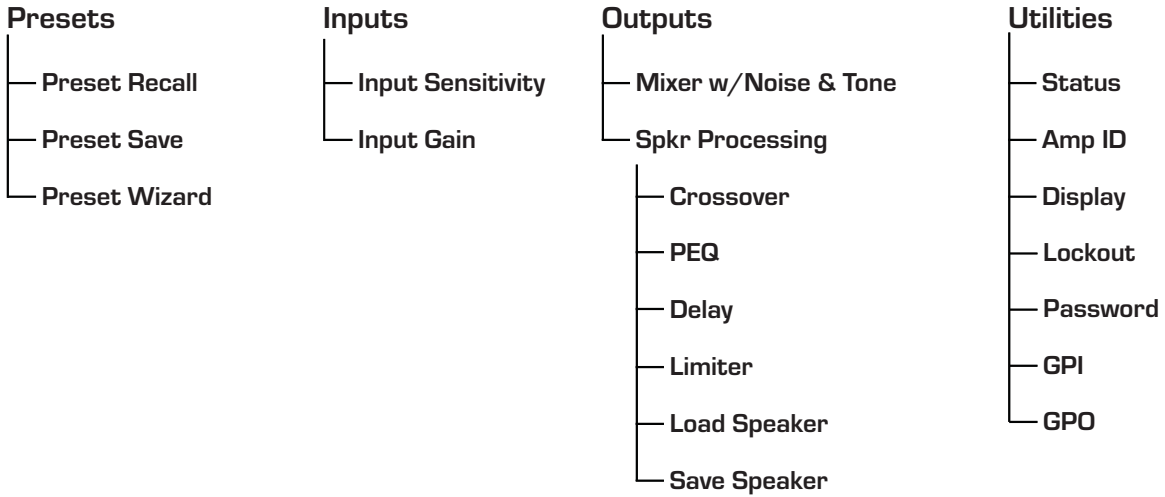 Presets
Preset Recall
Preset Save
Preset Wizard
Inputs
Input Sensitivity
Input Gain
Outputs
Mixer w/Noise & Tone
Spkr Processing
Crossover
PEQ
Delay
Limiter
Load Speaker
Save Speaker
Utilities
Status
Amp ID
Display
Lockout
Password
GPI
GPO